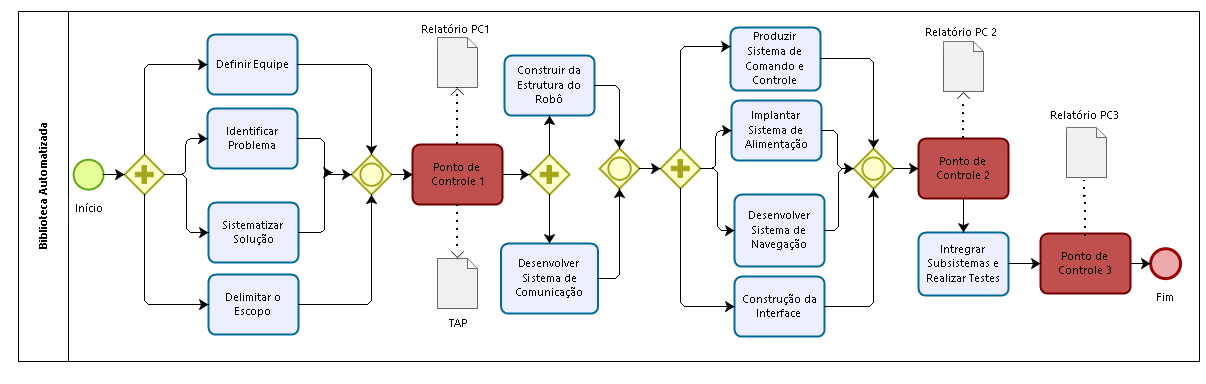 Biblioteca Automatizada
Início
Definir Equipe
Identificar
Problema
Sistematizar
Solução
Delimitar o
Escopo
Relatório PC1
Ponto de
Controle 1
TAP
Construir da
Estrutura do
Robô
Desenvolver
Sistema de
Comunicação
Produzir
Sistema de
Comando e
Controle
Implantar
Sistema de
Alimentação
Desenvolver
Sistema de
Navegação
Construção da
Interface
Relatório PC 2
Ponto de
Controle 2
Intregrar
Subsistemas e
Realizar Testes
Relatório PC3
Ponto de
Controle 3
Fim